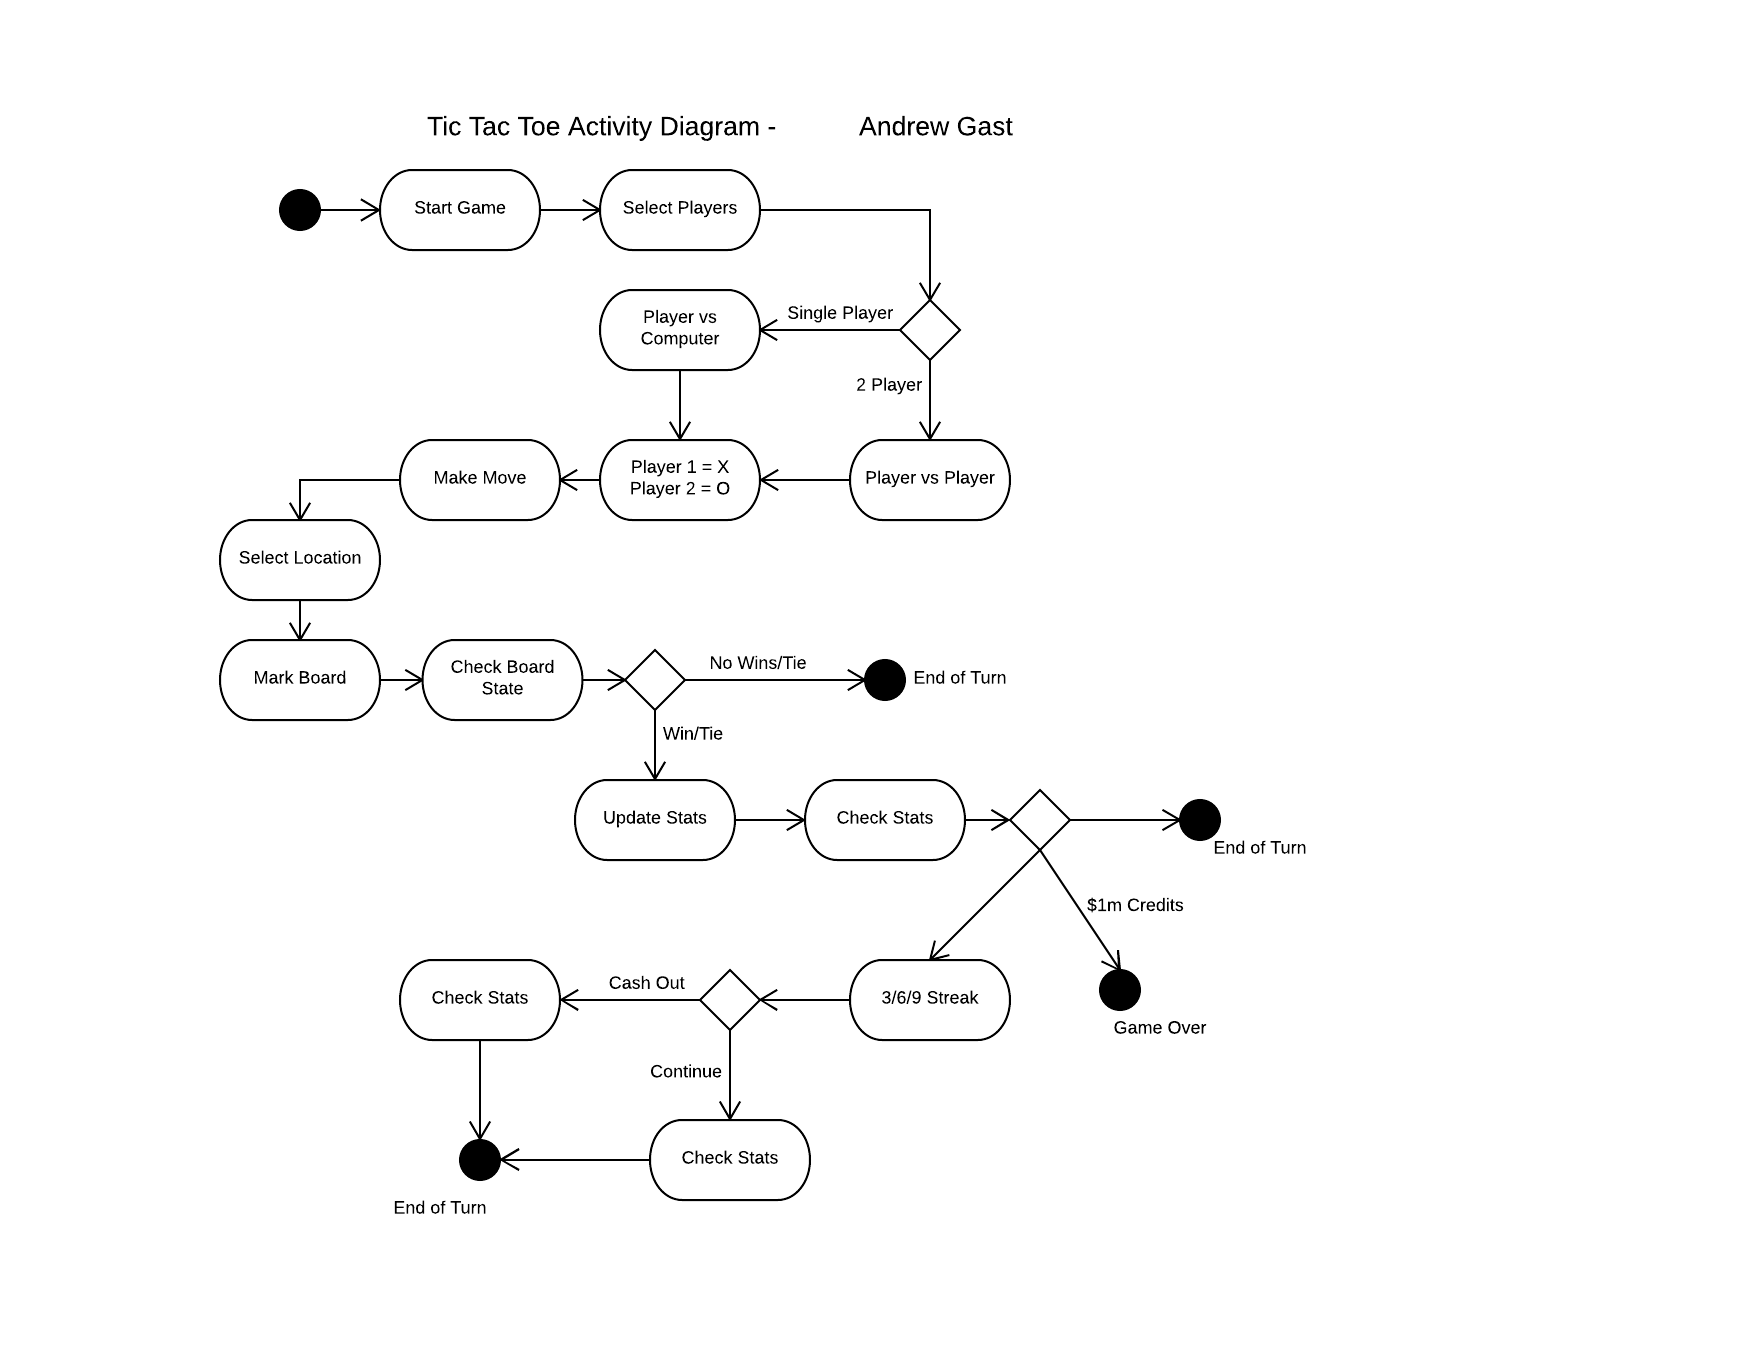 Tic Tac Toe Activity Diagram - Andrew Gast
Start Game
Select Players
Player vs
Computer
Single Player
2 Player
Make Move
Player 1 = X
Player 2 = O
Player vs Player
Select Location
Mark Board
Check Board
State
No Wins/Tie
End of Turn
Win/Tie
Update Stats
Check Stats
End of Turn
$1m Credits
Check Stats
Cash Out
3/6/9 Streak
Game Over
Continue
Check Stats
End of Turn